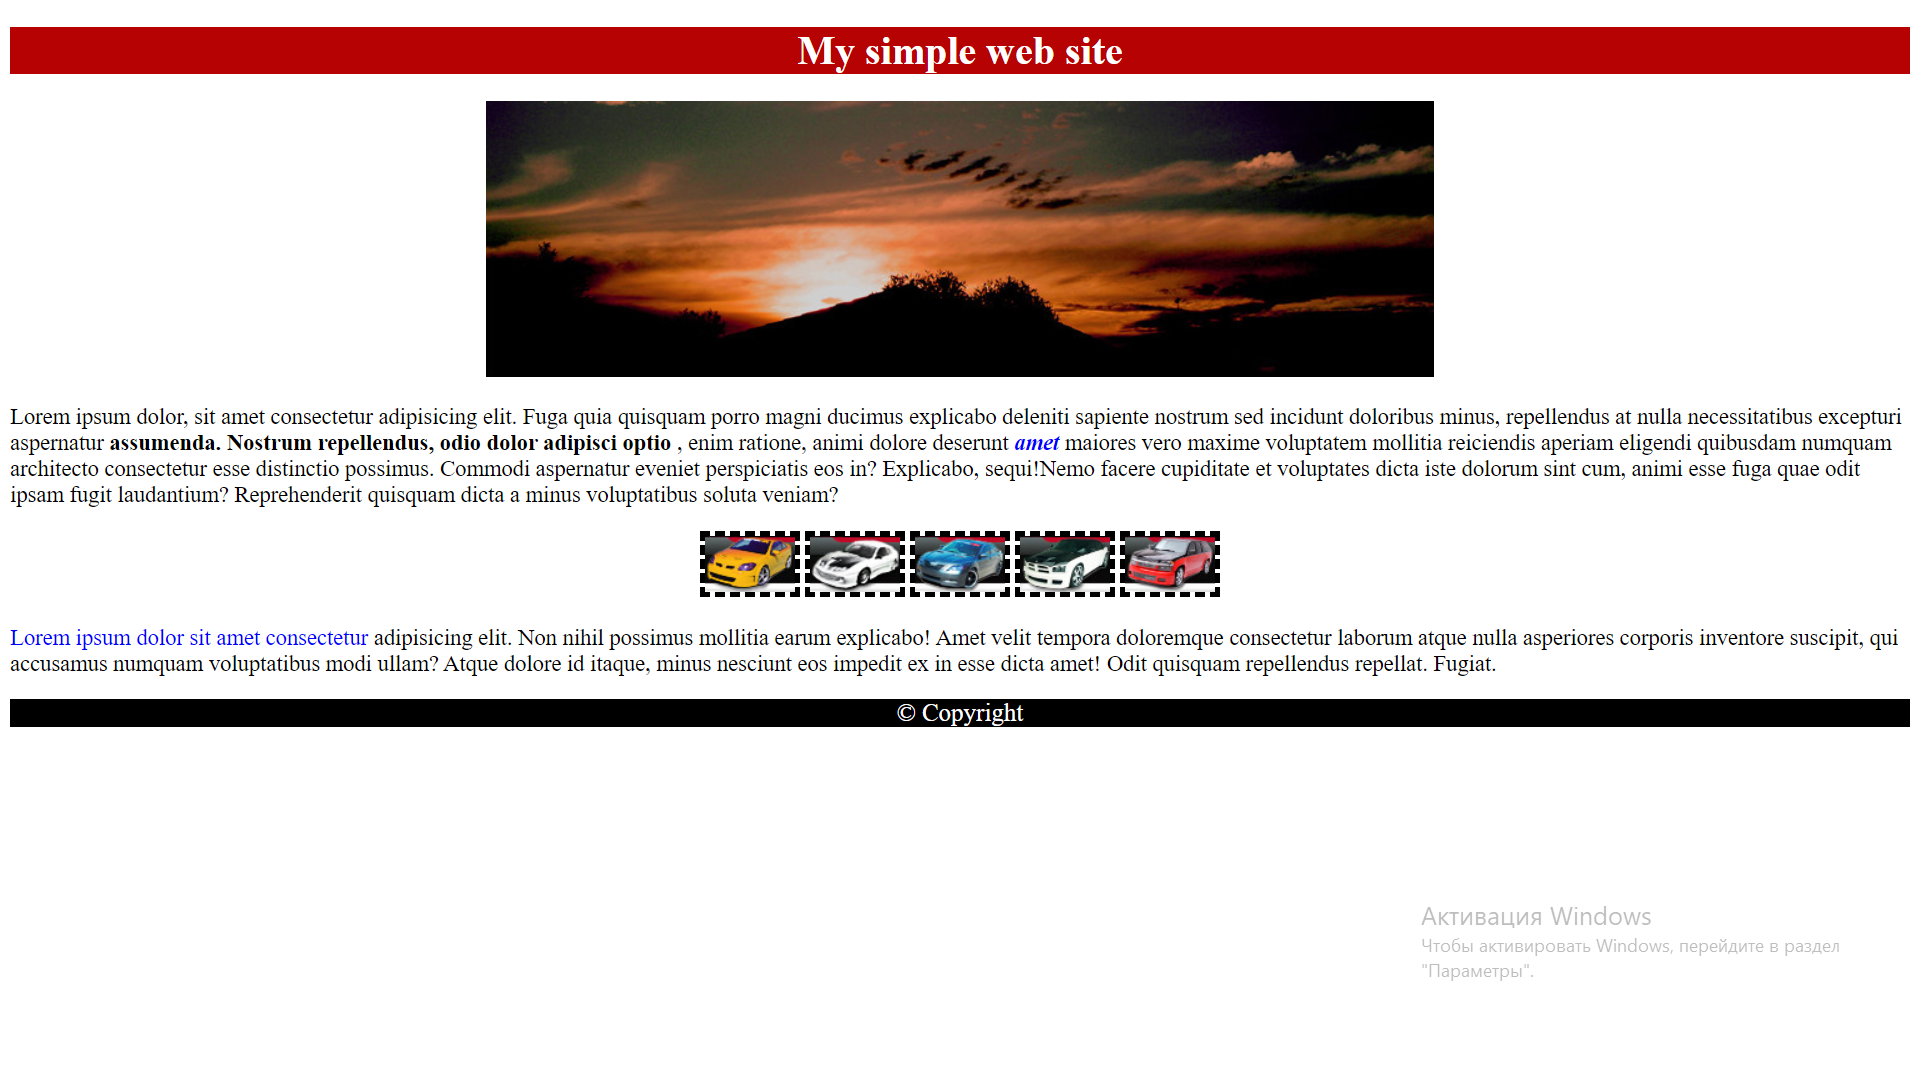 My simple web site
Lorem ipsum dolor, sit amet consectetur adipisicing elit. Fuga quia quisquam porro magni ducimus explicabo deleniti sapiente nostrum sed incidunt doloribus minus, repellendus at nulla necessitatibus excepturi
aspernatur assumenda. Nostrum repellendus, odio dolor adipisci optio , enim ratione, animi dolore deserunt amet maiores vero maxime voluptatem mollitia reiciendis aperiam eligendi quibusdam numquam
architecto consectetur esse distinctio possimus. Commodi aspernatur eveniet perspiciatis eos in? Explicabo, sequi!Nemo facere cupiditate et voluptates dicta iste dolorum sint cum, animi esse fuga quae odit
ipsam fugit laudantium? Reprehenderit quisquam dicta a minus voluptatibus soluta veniam?
Lorem ipsum dolor sit amet consectetur adipisicing elit. Non nihil possimus mollitia earum explicabo! Amet velit tempora doloremque consectetur laborum atque nulla asperiores corporis inventore suscipit, qui
accusamus numquam voluptatibus modi ullam? Atque dolore id itaque, minus nesciunt eos impedit ex in esse dicta amet! Odit quisquam repellendus repellat. Fugiat.
© Copyright
Активация Windows
Чтобы активировать Windows, перейдите в раздел
"Параметры".